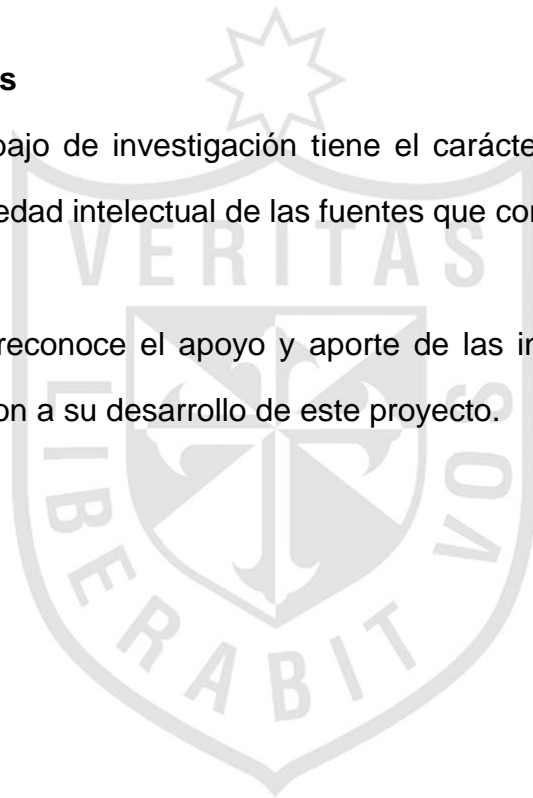 s
bajo de investigación tiene el carácte
edad intelectual de las fuentes que co
reconoce el apoyo y aporte de las i
on a su desarrollo de este proyecto.
VERITAS
LIBERABIT VOS